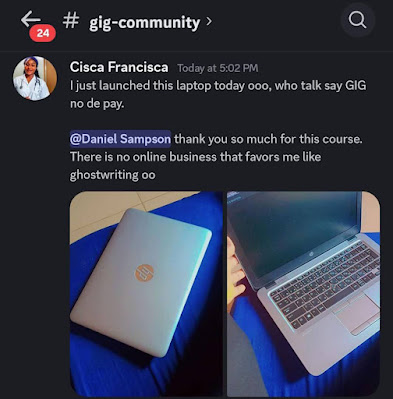 24
# gig-community >
Cisca Francisca Today at 5:02 PM
I just launched this laptop today ooo, who talk say GIG
no de pay.
@Daniel Sampson thank you so much for this course.
There is no online business that favors me like
ghostwriting oo
hp